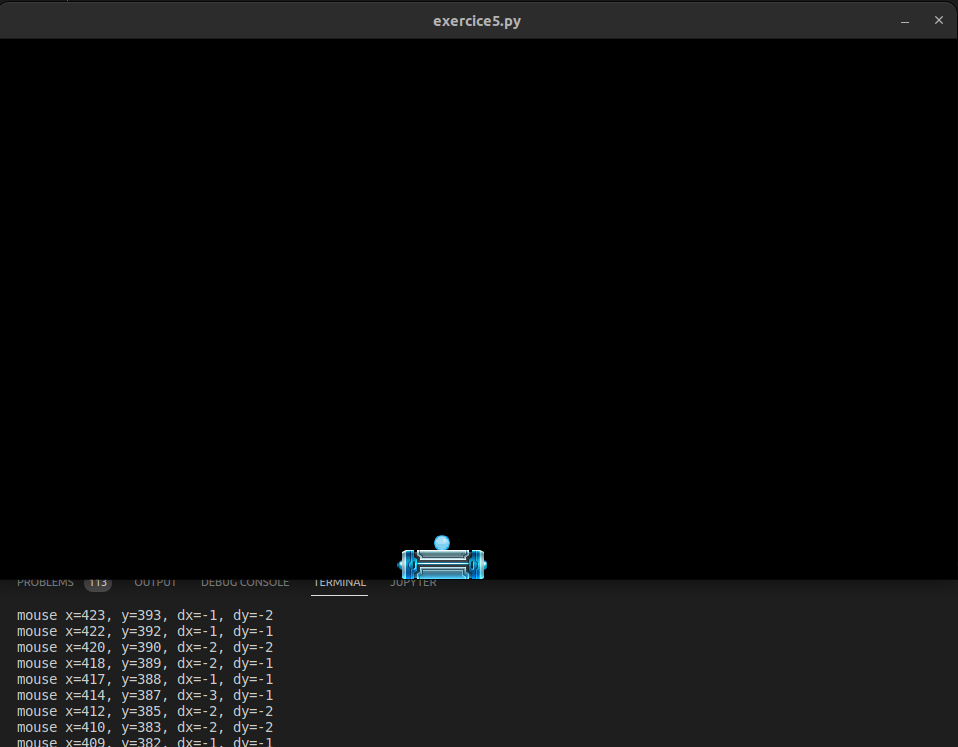 exercice5.py
PROBLEMS 113 OUTPUT DEBUG CONSOLE TERMINAL JUPYTER
mouse x=423, y=393, dx=-1, dy=-2
mouse x=422, y=392, dx=-1, dy=-1
mouse x=420, y=390, dx=-2, dy=-2
mouse x=418, y=389, dx=-2, dy=-1
mouse x=417, y=388, dx=-1, dy=-1
mouse x=414, y=387, dx=-3, dy=-1
mouse x=412, y=385, dx=-2, dy=-2
mouse x=410, y=383, dx=-2, dy=-2
mouse x=409, y=382, dx=-1, dy=-1